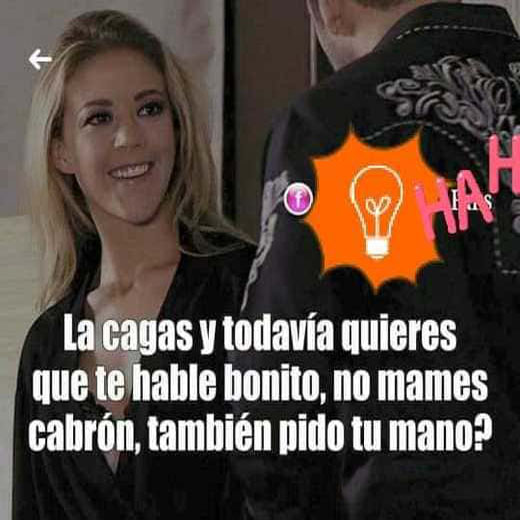 HAH
La cagas y todavía quieres
que te hable bonito, no mames
cabrón, también pido tu mano?